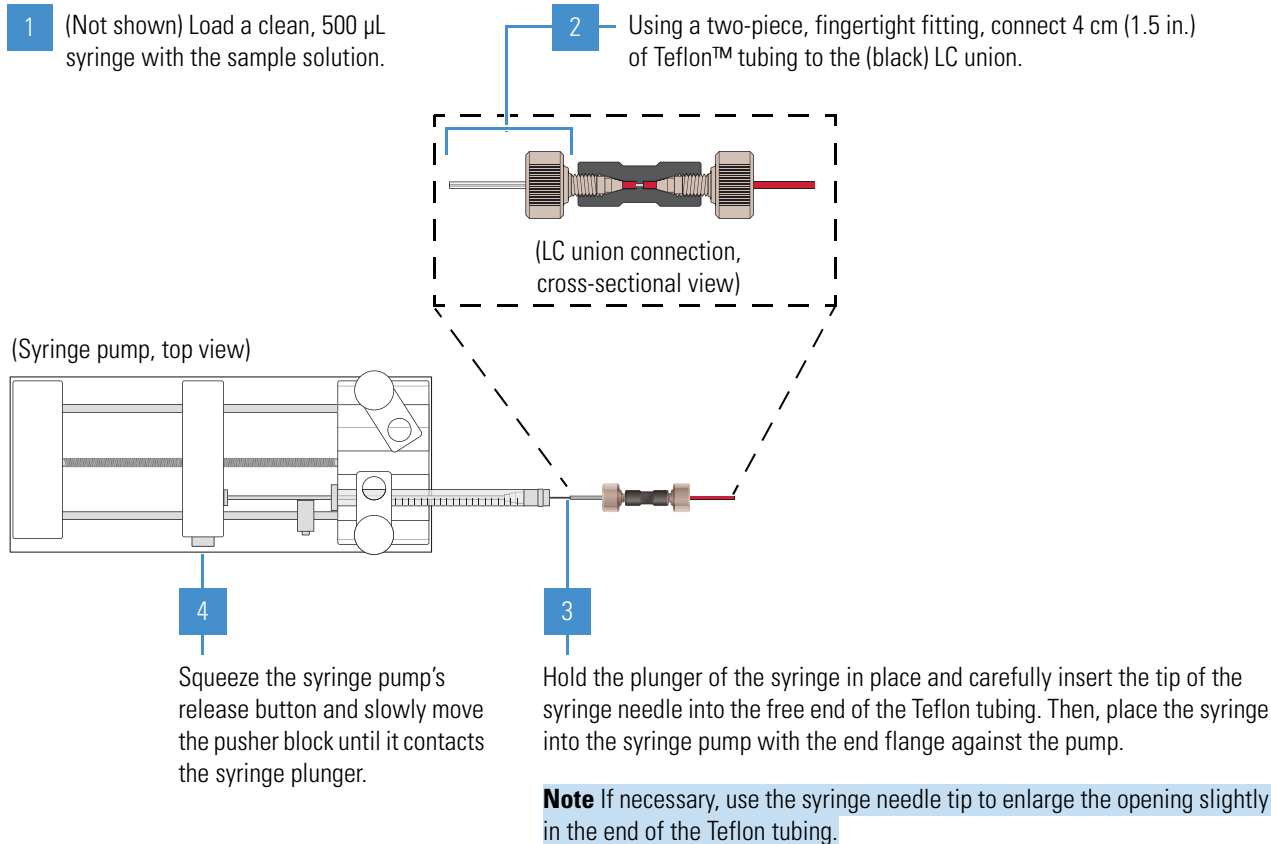 1
(Not shown) Load a clean, 500 µL
syringe with the sample solution.
2
Using a two-piece, fingertight fitting, connect 4 cm (1.5 in.)
of Teflon™ tubing to the (black) LC union.
(LC union connection,
cross-sectional view)
(Syringe pump, top view)
4
Squeeze the syringe pump’s
release button and slowly move
the pusher block until it contacts
the syringe plunger.
3
Hold the plunger of the syringe in place and carefully insert the tip of the
syringe needle into the free end of the Teflon tubing. Then, place the syringe
into the syringe pump with the end flange against the pump.
Note If necessary, use the syringe needle tip to enlarge the opening slightly
in the end of the Teflon tubing.